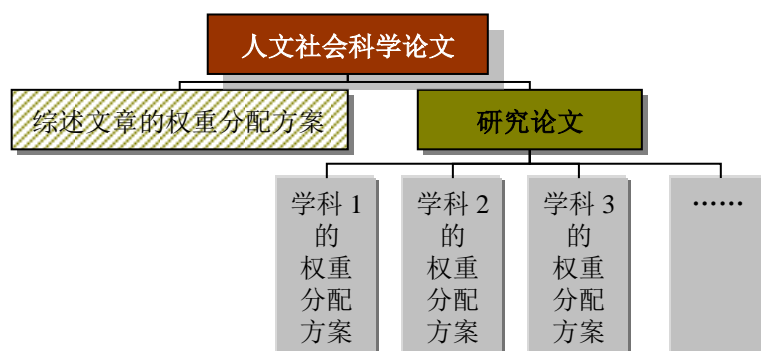 人文社会科学论文
综述文章的权重分配方案
研究论文
学科 1
的
权重
分配
方案
学科 2
的
权重
分配
方案
学科 3
的
权重
分配
方案
……